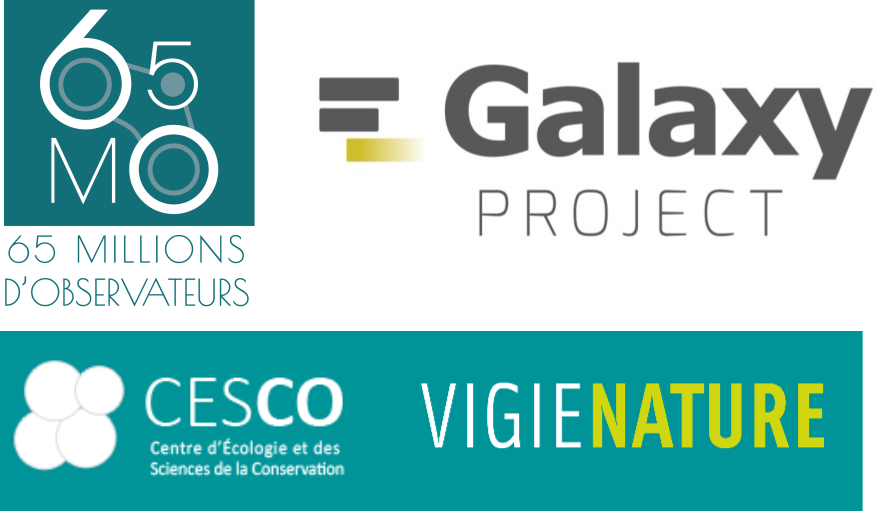 65
MO
65 MILLIONS
D'OBSERVATEURS
Galaxy
PROJECT
CESCO
Centre d'Écologie et des
Sciences de la Conservation
VIGIENATURE